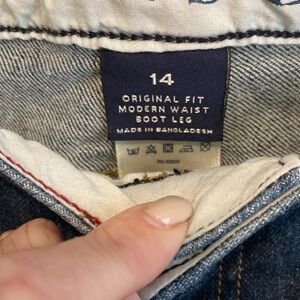 14
ORIGINAL FIT
MODERN WAIST
BOOT LEG
MADE IN BANGLADESH